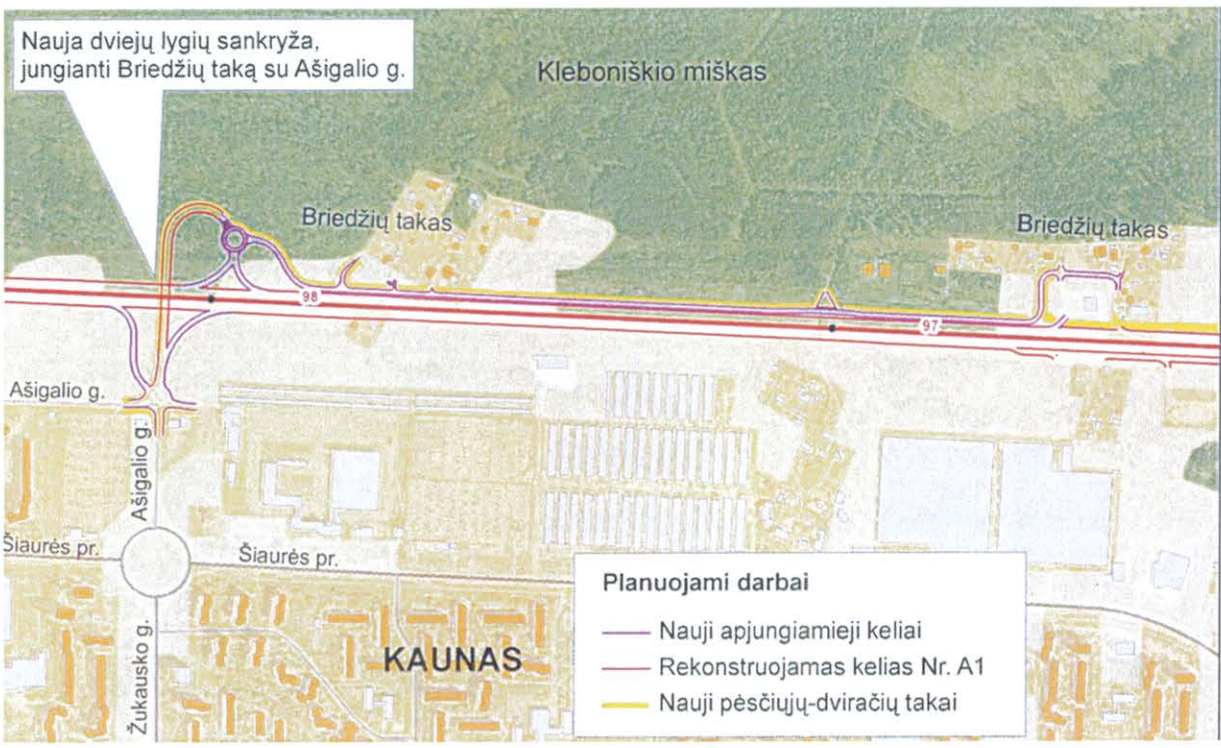 Nauja dviejų lygių sankryža,
jungianti Briedžių taką su Ašigalio g.
Kleboniškio miškas
Briedžių takas
Briedžių takas
98
97
Ašigalio g.
Ašigalio g.
Šiaurės pr.
Šiaurės pr.
Žukausko g.
KAUNAS
Planuojami darbai
Nauji apjungiamieji keliai
Rekonstruojamas kelias Nr. A1
Nauji pėsčiųjų-dviračių takai